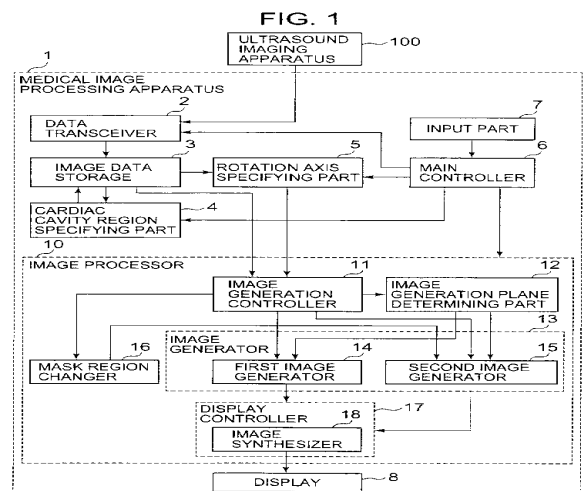 FIG. 1
ULTRASOUND
IMAGING
APPARATUS
100
1
MEDICAL IMAGE
PROCESSING APPARATUS
2
DATA
TRANSCEIVER
7
INPUT PART
3
IMAGE DATA
STORAGE
5
ROTATION AXIS
SPECIFYING PART
6
MAIN
CONTROLLER
4
CARDIAC
CAVITY REGION
SPECIFYING PART
10
IMAGE PROCESSOR
11
IMAGE
GENERATION
CONTROLLER
12
IMAGE
GENERATION PLANE
DETERMINING PART
13
IMAGE
GENERATOR
16
MASK REGION
CHANGER
14
FIRST IMAGE
GENERATOR
15
SECOND IMAGE
GENERATOR
17
DISPLAY
CONTROLLER
18
IMAGE
SYNTHESIZER
DISPLAY
8